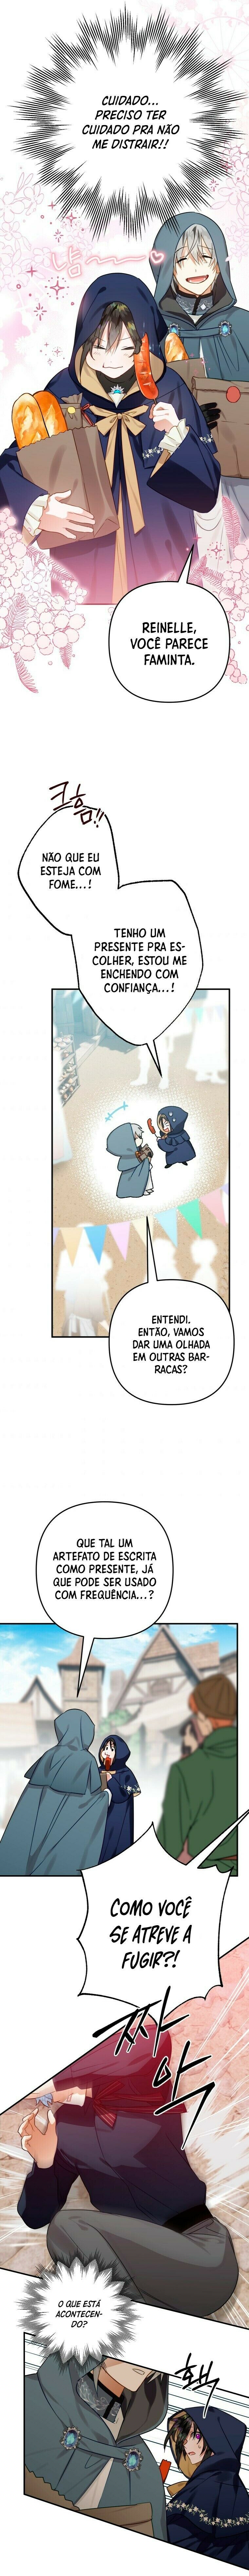 CUIDADO...
PRECISO TER
CUIDADO PRA NÃO
ME DISTRAIR!!
냠~
REINELLE,
VOCÊ PARECE
FAMINTA.
크흠!!
NÃO QUE EU
ESTEJA COM
FOME...!
TENHO UM
PRESENTE PRA ES-
COLHER, ESTOU ME
ENCHENDO COM
CONFIANÇA...!
ENTENDI.
ENTÃO, VAMOS
DAR UMA OLHADA
EM OUTRAS BAR-
RACAS?
QUE TAL UM
ARTEFATO DE ESCRITA
COMO PRESENTE, JÁ
QUE PODE SER USADO
COM FREQUÊNCIA...?
COMO VOCÊ
SE ATREVE A
FUGIR?!
짜악
O QUE ESTÁ
ACONTECEN-
DO?
홱